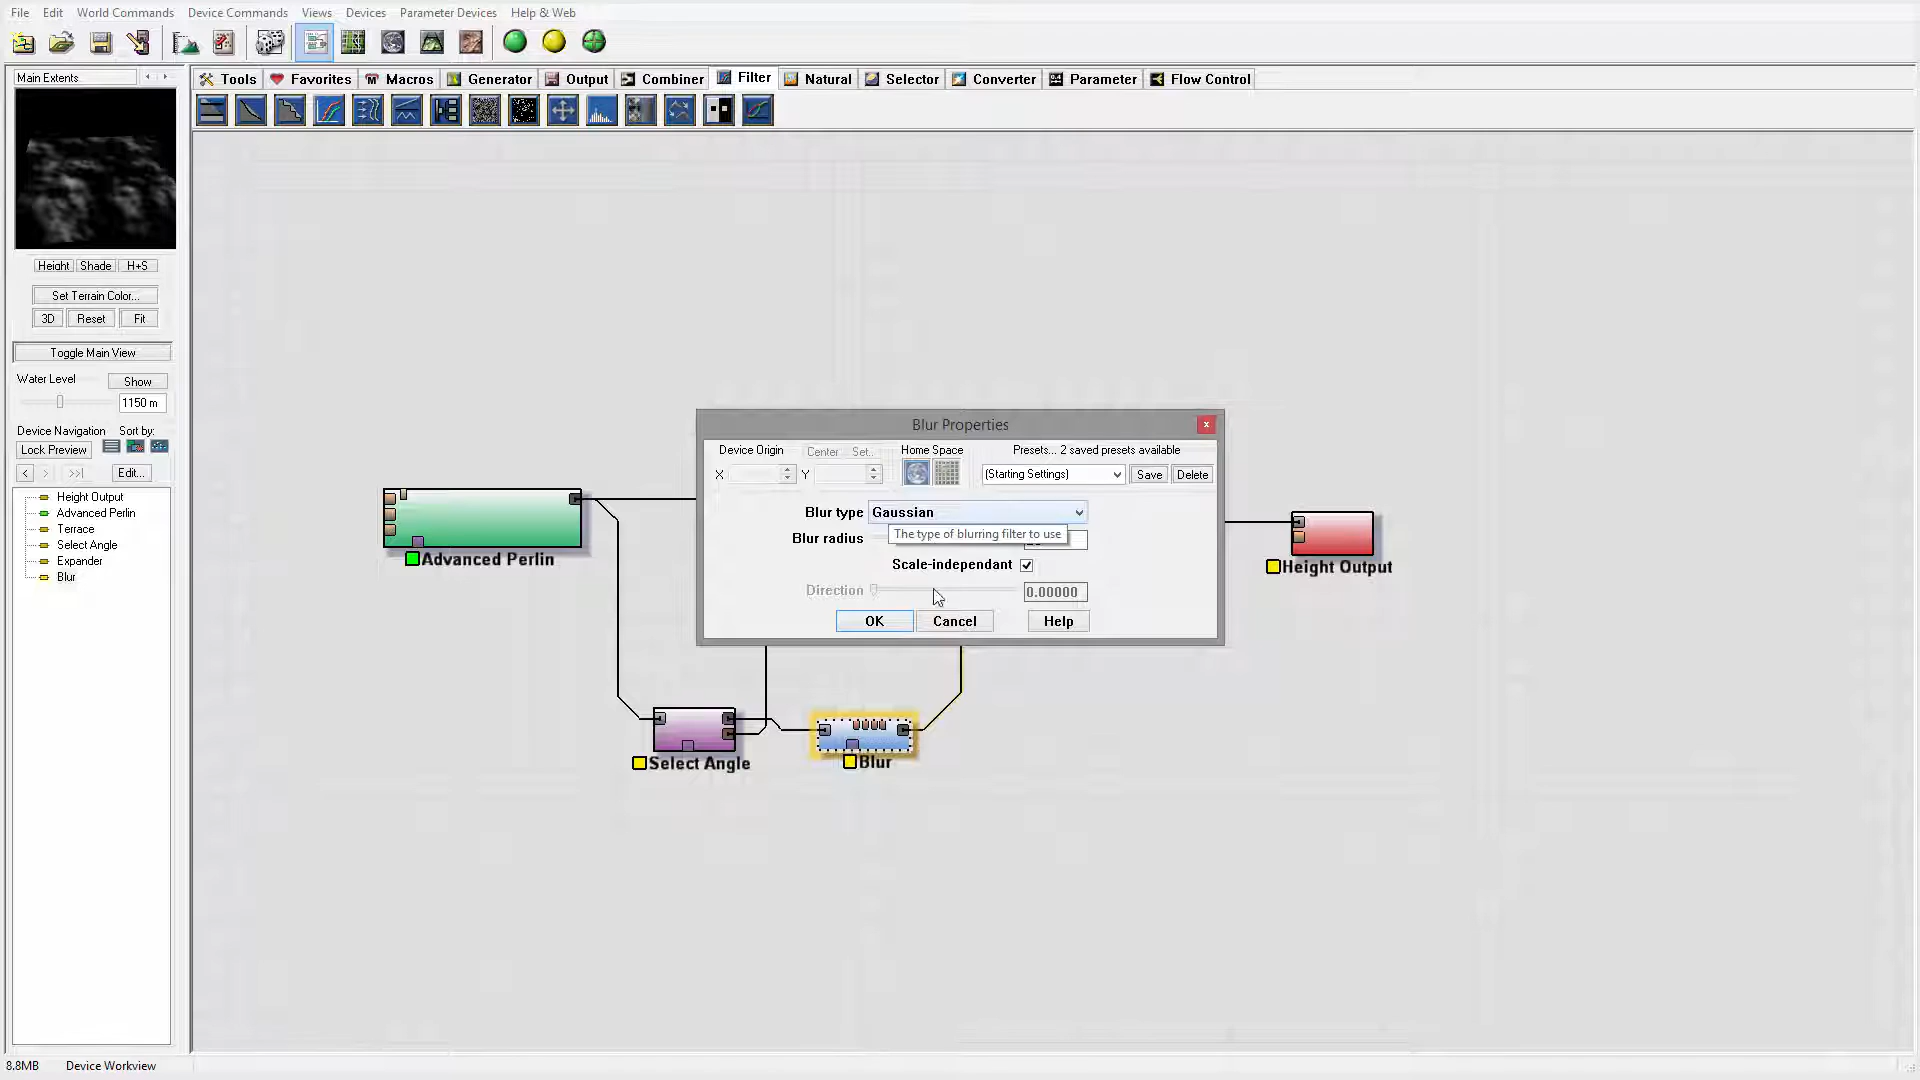 File Edit World Commands Device Commands Views Devices Parameter Devices Help & Web
Main Extents
Tools Favorites Macros Generator Output Combiner Filter Natural Selector Converter Parameter Flow Control
Height Shade H+S
Set Terrain Color...
3D Reset Fit
Toggle Main View
Water Level Show
1150 m
Device Navigation Sort by:
Lock Preview
< > >>| Edit...
Height Output
Advanced Perlin
Terrace
Select Angle
Expander
Blur
Blur Properties
x
Device Origin Center Set.. Home Space Presets... 2 saved presets available
X Y (Starting Settings) Save Delete
Blur type Gaussian
The type of blurring filter to use
Blur radius
Scale-independant
Direction 0.00000
OK Cancel Help
Advanced Perlin
Height Output
Select Angle
Blur
8.8MB Device Workview